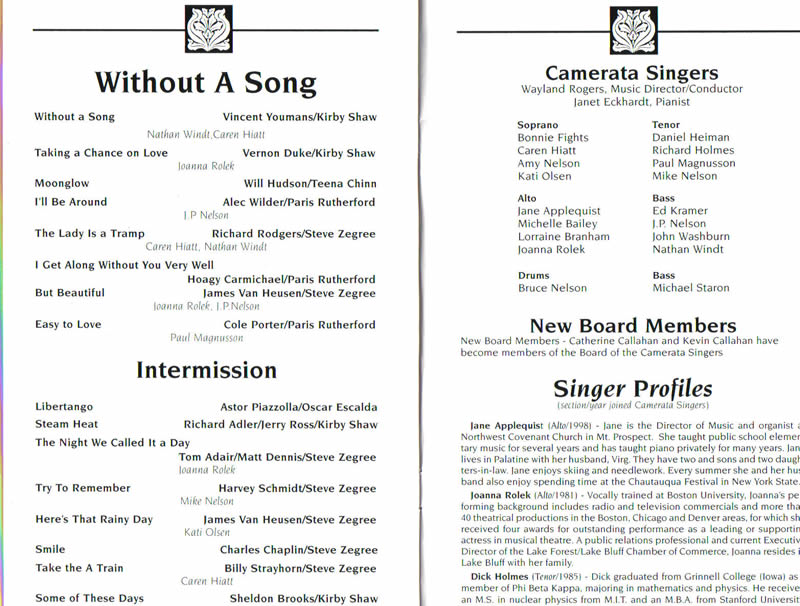 Without A Song
Without a Song Vincent Youmans/Kirby Shaw
Nathan Windt,Caren Hiatt
Taking a Chance on Love Vernon Duke/Kirby Shaw
Joanna Rolek
Moonglow Will Hudson/Teena Chinn
I'll Be Around Alec Wilder/Paris Rutherford
J.P Nelson
The Lady Is a Tramp Richard Rodgers/Steve Zegree
Caren Hiatt, Nathan Windt
I Get Along Without You Very Well
Hoagy Carmichael/Paris Rutherford
But Beautiful James Van Heusen/Steve Zegree
Joanna Rolek, J.P.Nelson
Easy to Love Cole Porter/Paris Rutherford
Paul Magnusson
Intermission
Libertango Astor Piazzolla/Oscar Escalda
Steam Heat Richard Adler/Jerry Ross/Kirby Shaw
The Night We Called It a Day
Tom Adair/Matt Dennis/Steve Zegree
Joanna Rolek
Try To Remember Harvey Schmidt/Steve Zegree
Mike Nelson
Here's That Rainy Day James Van Heusen/Steve Zegree
Kati Olsen
Smile Charles Chaplin/Steve Zegree
Take the A Train Billy Strayhorn/Steve Zegree
Caren Hiatt
Some of These Days Sheldon Brooks/Kirby Shaw
Camerata Singers
Wayland Rogers, Music Director/Conductor
Janet Eckhardt, Pianist
Soprano
Bonnie Fights
Caren Hiatt
Amy Nelson
Kati Olsen
Tenor
Daniel Heiman
Richard Holmes
Paul Magnusson
Mike Nelson
Alto
Jane Applequist
Michelle Bailey
Lorraine Branham
Joanna Rolek
Bass
Ed Kramer
J.P. Nelson
John Washburn
Nathan Windt
Drums
Bruce Nelson
Bass
Michael Staron
New Board Members
New Board Members - Catherine Callahan and Kevin Callahan have
become members of the Board of the Camerata Singers
Singer Profiles
(section/year joined Camerata Singers)
Jane Applequist (Alto/1998) - Jane is the Director of Music and organist a
Northwest Covenant Church in Mt. Prospect. She taught public school elemen
tary music for several years and has taught piano privately for many years. Jan
lives in Palatine with her husband, Virg. They have two and sons and two daugh
ters-in-law. Jane enjoys skiing and needlework. Every summer she and her hus
band also enjoy spending time at the Chautauqua Festival in New York State.
Joanna Rolek (Alto/1981) - Vocally trained at Boston University, Joanna's pe
forming background includes radio and television commercials and more tha
40 theatrical productions in the Boston, Chicago and Denver areas, for which sh
received four awards for outstanding performance as a leading or supportin
actress in musical theatre. A public relations professional and current Executiv
Director of the Lake Forest/Lake Bluff Chamber of Commerce, Joanna resides i
Lake Bluff with her family.
Dick Holmes (Tenor/1985) - Dick graduated from Grinnell College (Iowa) as
member of Phi Beta Kappa, majoring in mathematics and physics. He receive
an M.S. in nuclear physics from M.I.T. and an M.B.A. from Stanford Universit